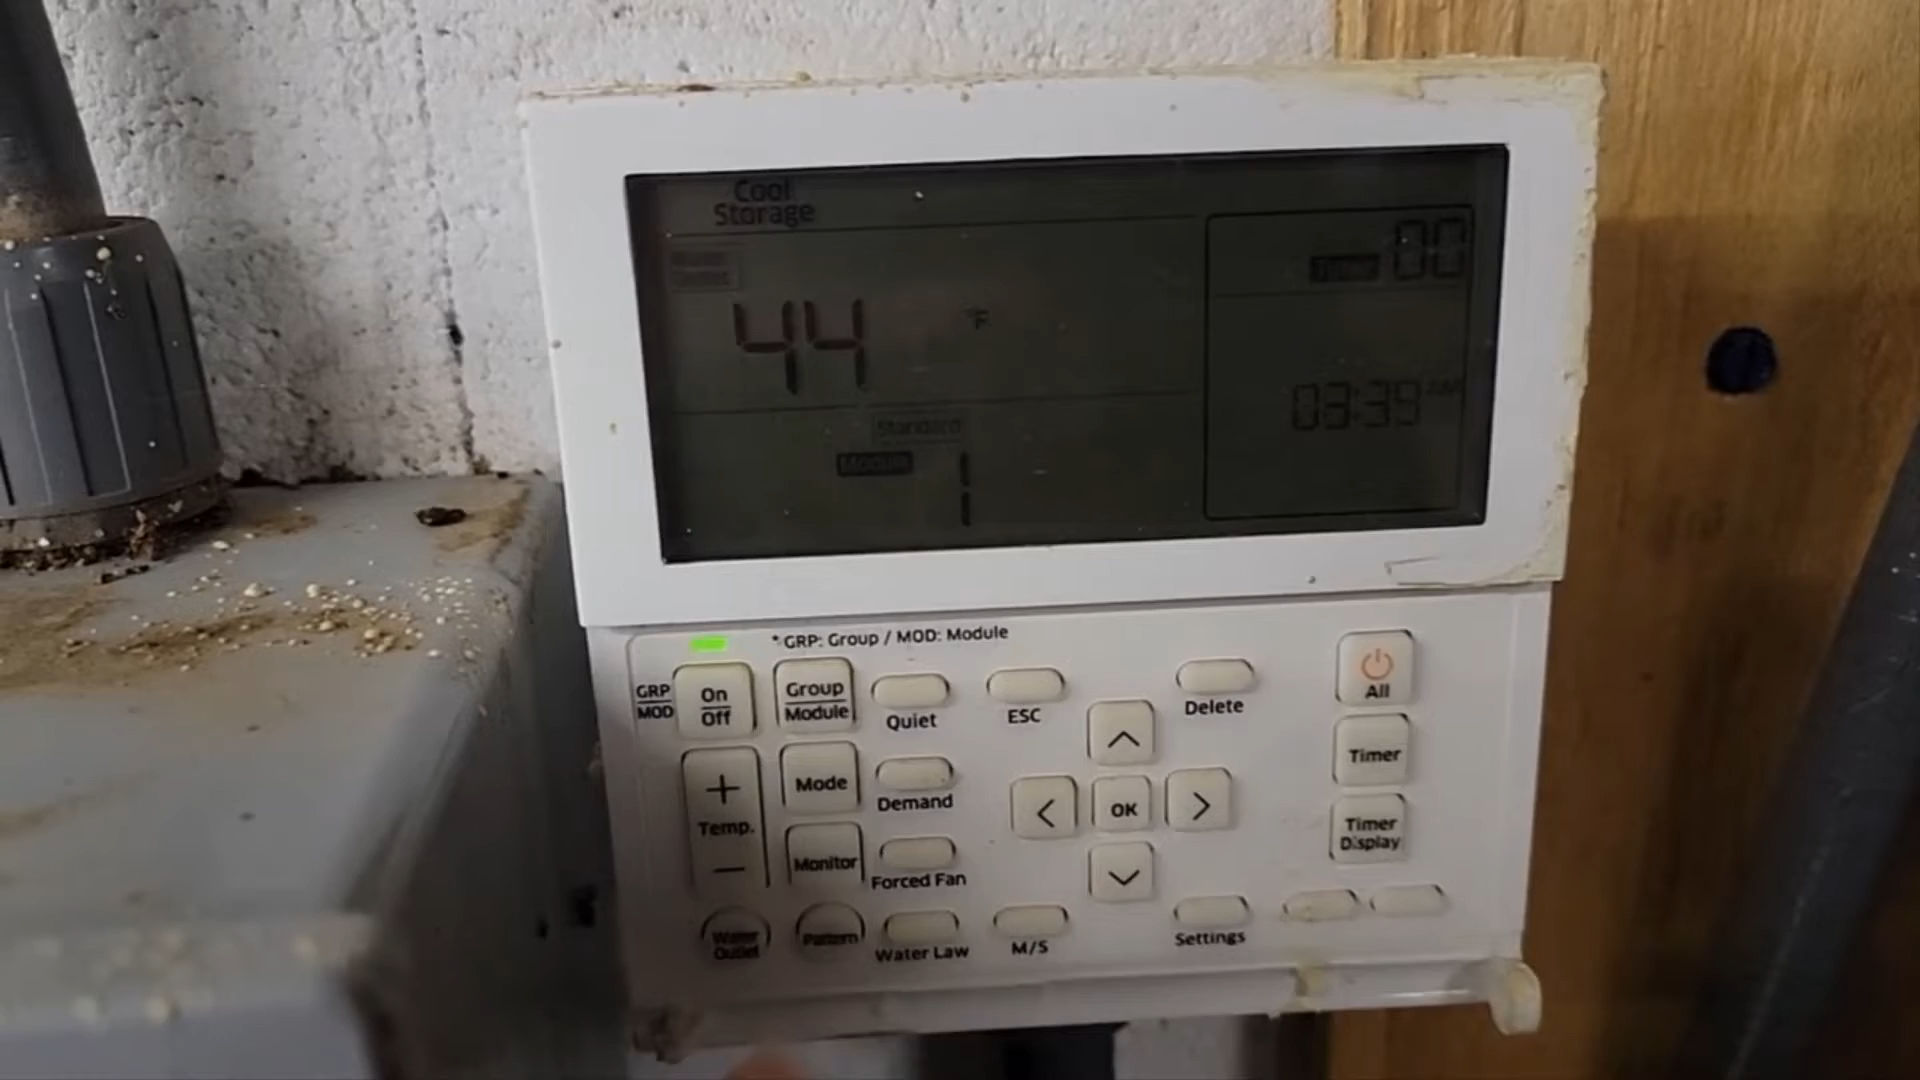 Cool
Storage
Timer 00
44 °F
03:39
Standard
Module 1
*GRP: Group / MOD: Module
GRP
MOD
On
Off
Group
Module
Quiet
ESC
Delete
All
Temp.
Mode
Demand
OK
Timer
Monitor
Forced Fan
Timer
Display
Water
Outlet
Pattern
Water Law
M/S
Settings